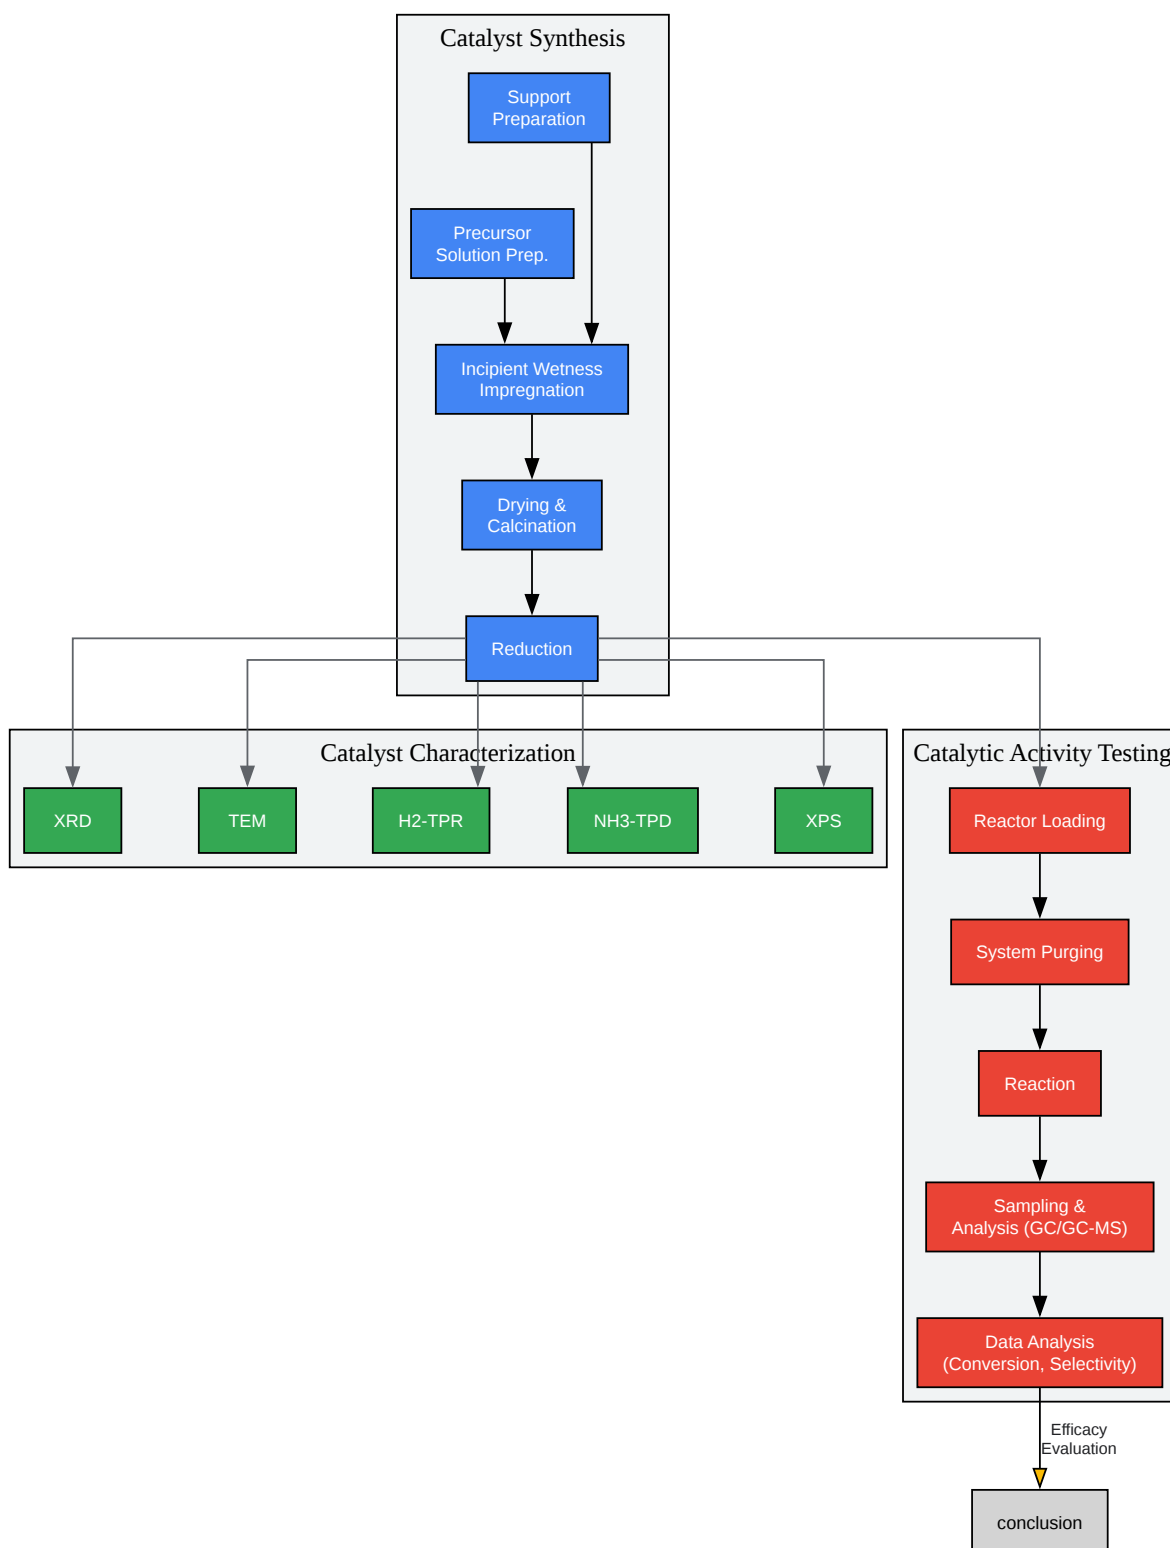 Catalyst Synthesis
Support
Preparation
Precursor
Solution Prep.
Incipient Wetness
Impregnation
Drying &
Calcination
Reduction
Catalyst Characterization
XRD
TEM
H2-TPR
NH3-TPD
XPS
Catalytic Activity Testing
Reactor Loading
System Purging
Reaction
Sampling &
Analysis (GC/GC-MS)
Data Analysis
(Conversion, Selectivity)
Efficacy
Evaluation
conclusion